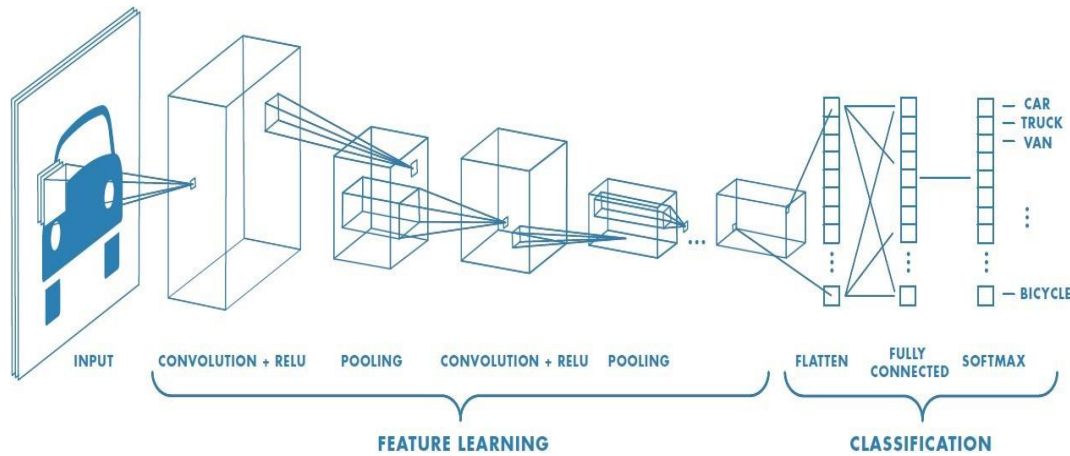 CAR
TRUCK
VAN
BICYCLE
INPUT
CONVOLUTION + RELU
POOLING
CONVOLUTION + RELU
POOLING
FLATTEN
FULLY
CONNECTED
SOFTMAX
FEATURE LEARNING
CLASSIFICATION